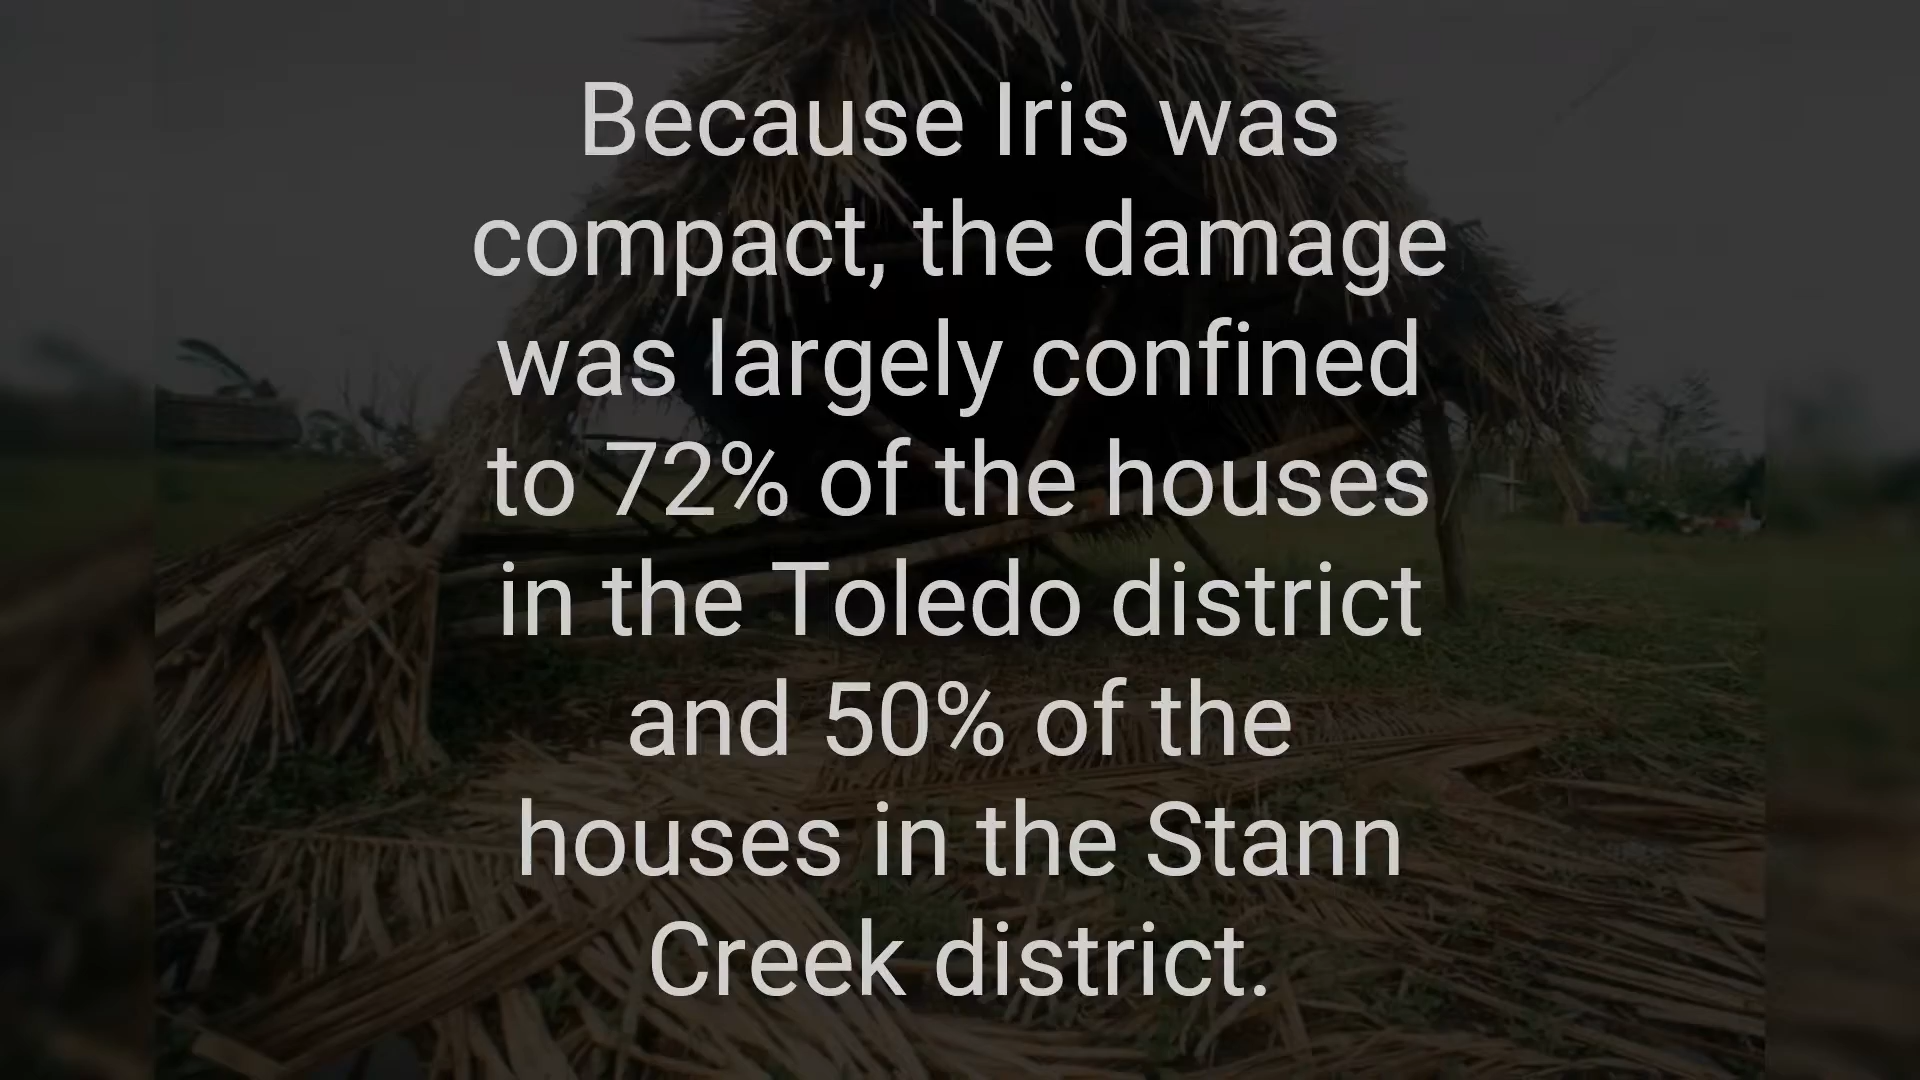 Because Iris was
compact, the damage
was largely confined
to 72% of the houses
in the Toledo district
and 50% of the
houses in the Stann
Creek district.